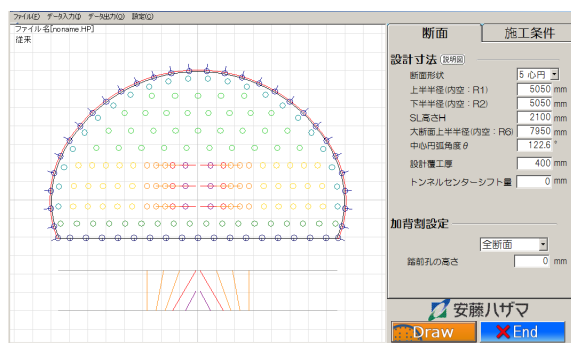 ファイル(E) データ入力(I) データ出力(O) 設定(C)
ファイル名[noname.HP]
従来
断面 施工条件
設計寸法 説明図
断面形状 5心円
上半半径(内空：R1) 5050 mm
下半半径(内空：R2) 5050 mm
SL高さH 2100 mm
大断面上半半径(内空：R6) 7950 mm
中心円弧角度θ 122.6 °
設計覆工厚 400 mm
トンネルセンターシフト量 0 mm
加背割設定
全断面
踏前孔の高さ 0 mm
安藤ハザマ
Draw End